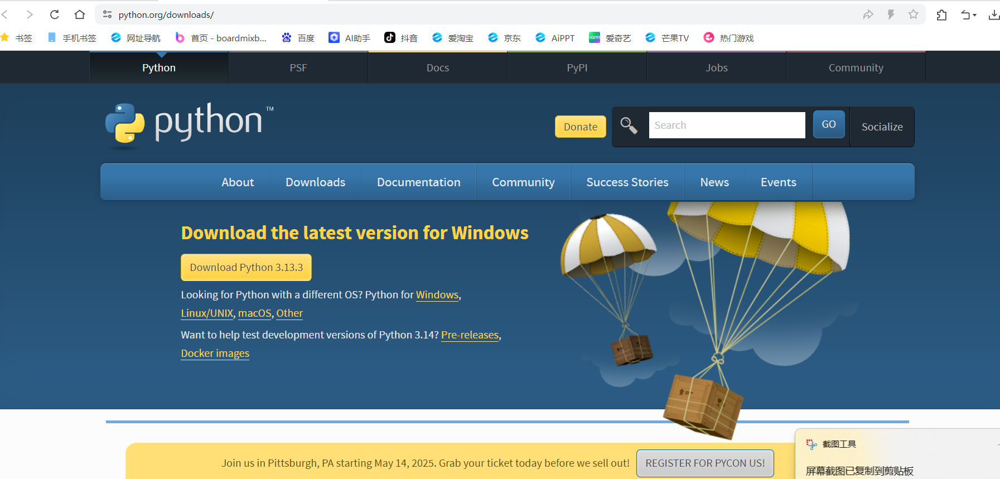 python.org/downloads/
书签 手机书签 网址导航 首页 - boardmixb... 百度 AI助手 抖音 爱淘宝 京东 AiPPT 爱奇艺 芒果TV 热门游戏
Python PSF Docs PyPI Jobs Community
python™
Donate Search GO Socialize
About Downloads Documentation Community Success Stories News Events
Download the latest version for Windows
Download Python 3.13.3
Looking for Python with a different OS? Python for Windows,
Linux/UNIX, macOS, Other
Want to help test development versions of Python 3.14? Pre-releases,
Docker images
Join us in Pittsburgh, PA starting May 14, 2025. Grab your ticket today before we sell out! REGISTER FOR PYCON US!
截图工具
屏幕截图已复制到剪贴板